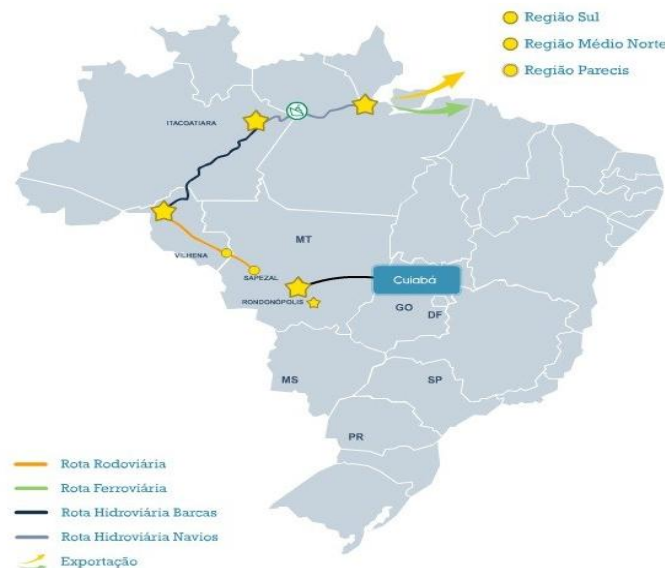 Região Sul
Região Médio Norte
Região Parecis
ITACOATIARA
MT
VILHENA
SAPEZAL
Cuiabá
RONDONÓPOLIS
GO
DF
MS
SP
PR
Rota Rodoviária
Rota Ferroviária
Rota Hidroviária Barcas
Rota Hidroviária Navios
Exportação